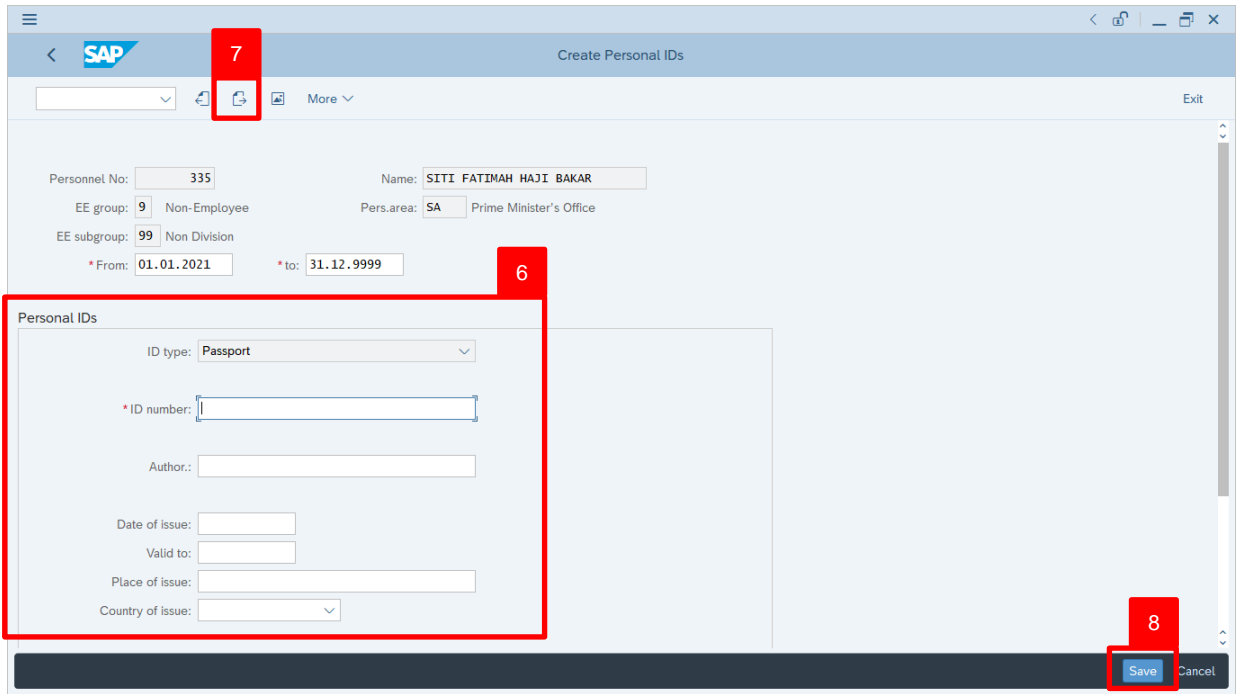 7
SAP
Create Personal IDs
More
Exit
Personnel No: 335 Name: SITI FATIMAH HAJI BAKAR
EE group: 9 Non-Employee Pers.area: SA Prime Minister's Office
EE subgroup: 99 Non Division
*From: 01.01.2021 *to: 31.12.9999
6
Personal IDs
ID type: Passport
*ID number:
Author.:
Date of issue:
Valid to:
Place of issue:
Country of issue:
8
Save Cancel